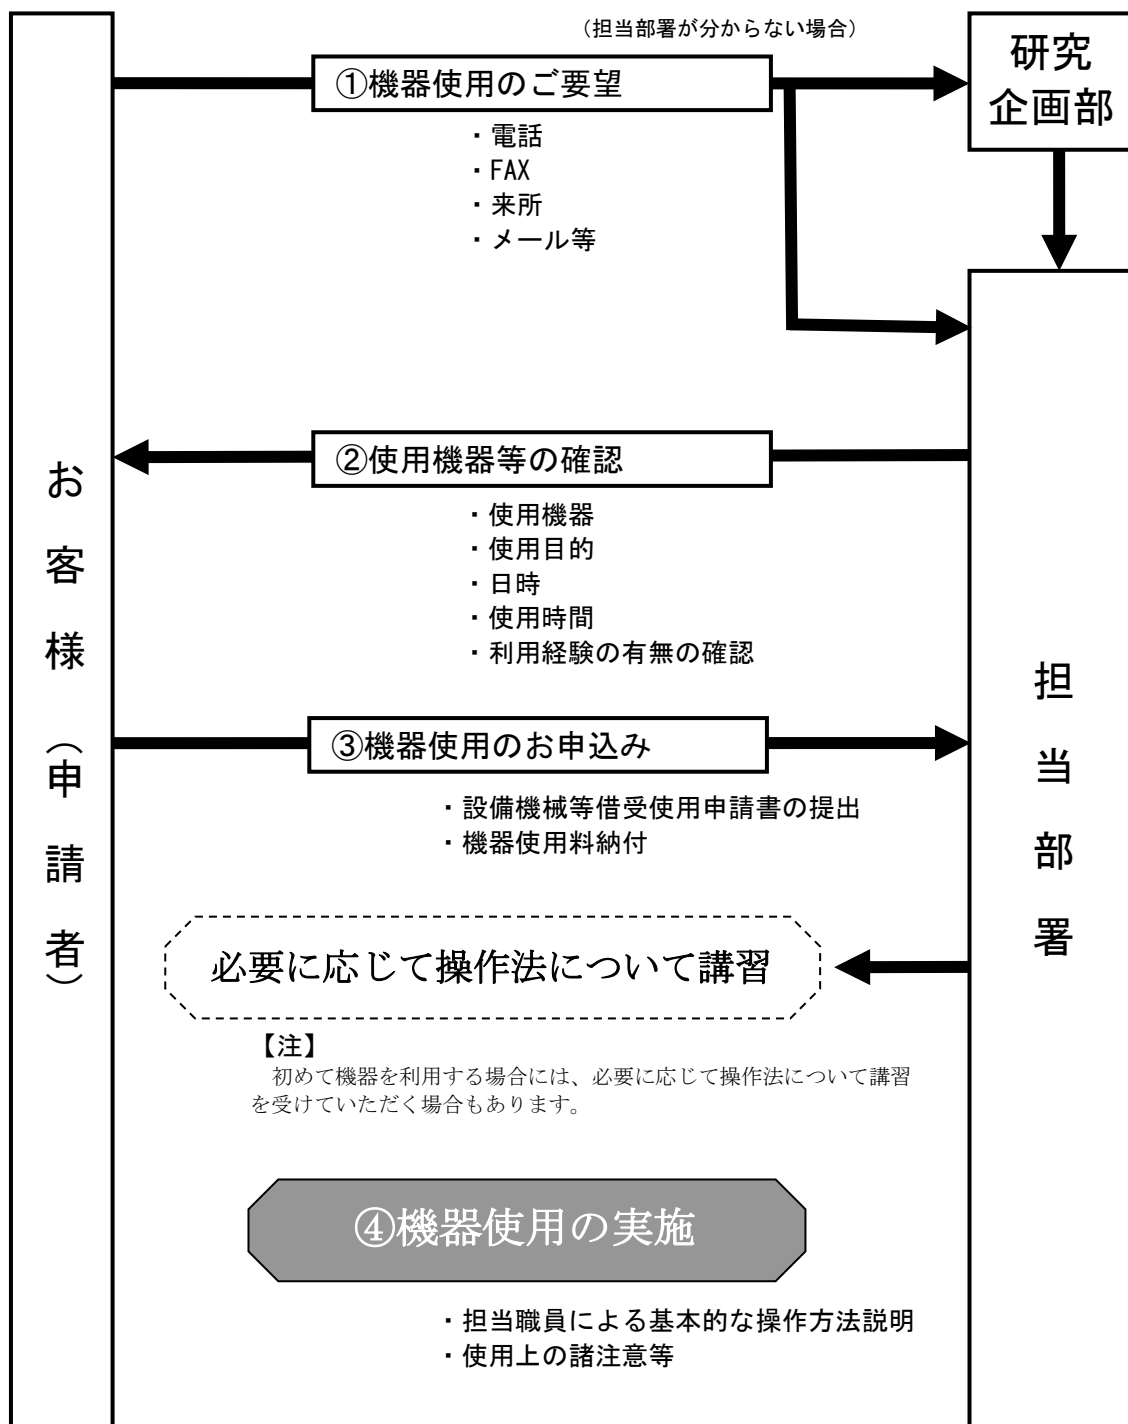 (担当部署が分からない場合)
研究
企画部
①機器使用のご要望
・電話
・FAX
・来所
・メール等
②使用機器等の確認
・使用機器
・使用目的
・日時
・使用時間
・利用経験の有無の確認
お客様(申請者)
担当部署
③機器使用のお申込み
・設備機械等借受使用申請書の提出
・機器使用料納付
必要に応じて操作法について講習
【注】
初めて機器を利用する場合には、必要に応じて操作法について講習
を受けていただく場合もあります。
④機器使用の実施
・担当職員による基本的な操作方法説明
・使用上の諸注意等